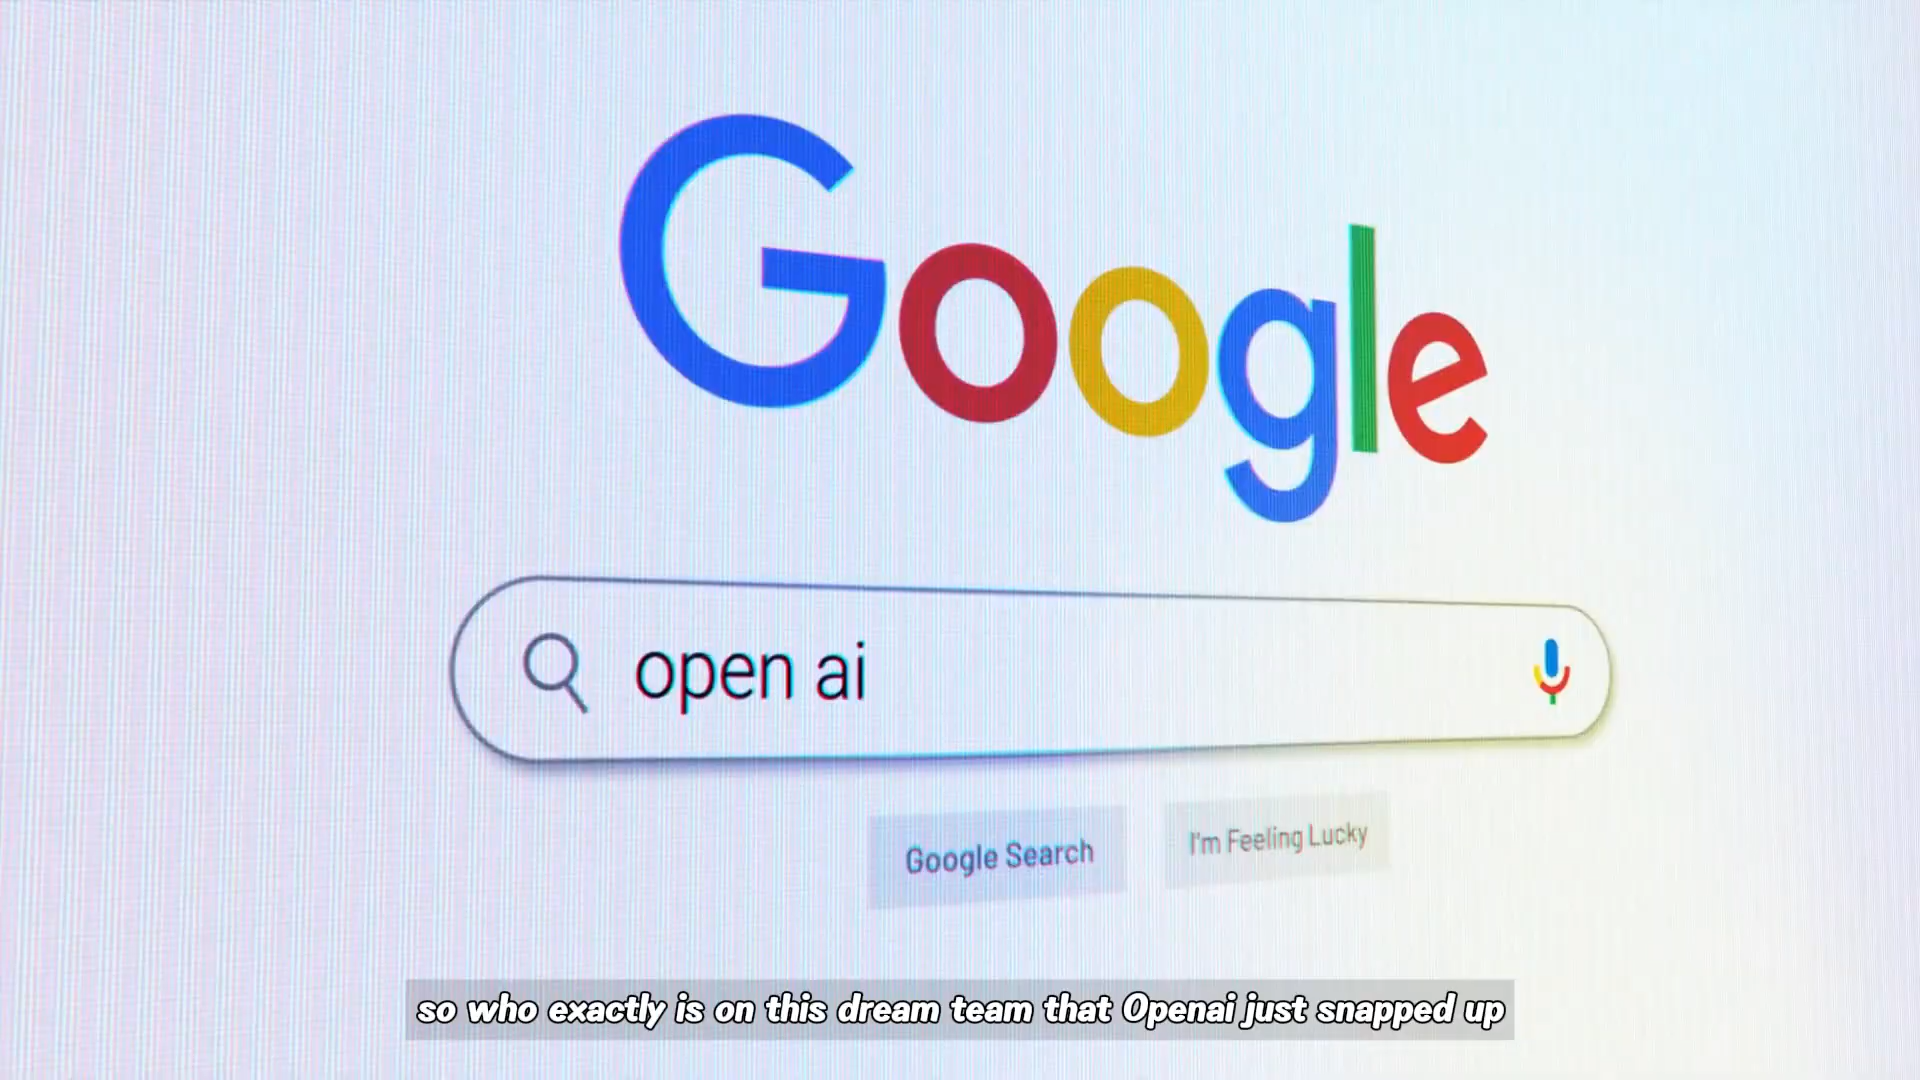 Google
open ai
Google Search
I'm Feeling Lucky
so who exactly is on this dream team that Openai just snapped up